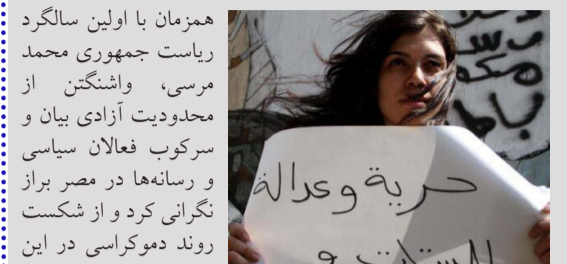 همزمان با اولین سالگرد
ریاست جمهوری محمد
مرسی، واشنگتن از
محدودیت آزادی بیان و
سرکوب فعالان سیاسی
و رسانه‌ها در مصر براز
نگرانی کرد و از شکست
روند دموکراسی در این
حرية وعدالة